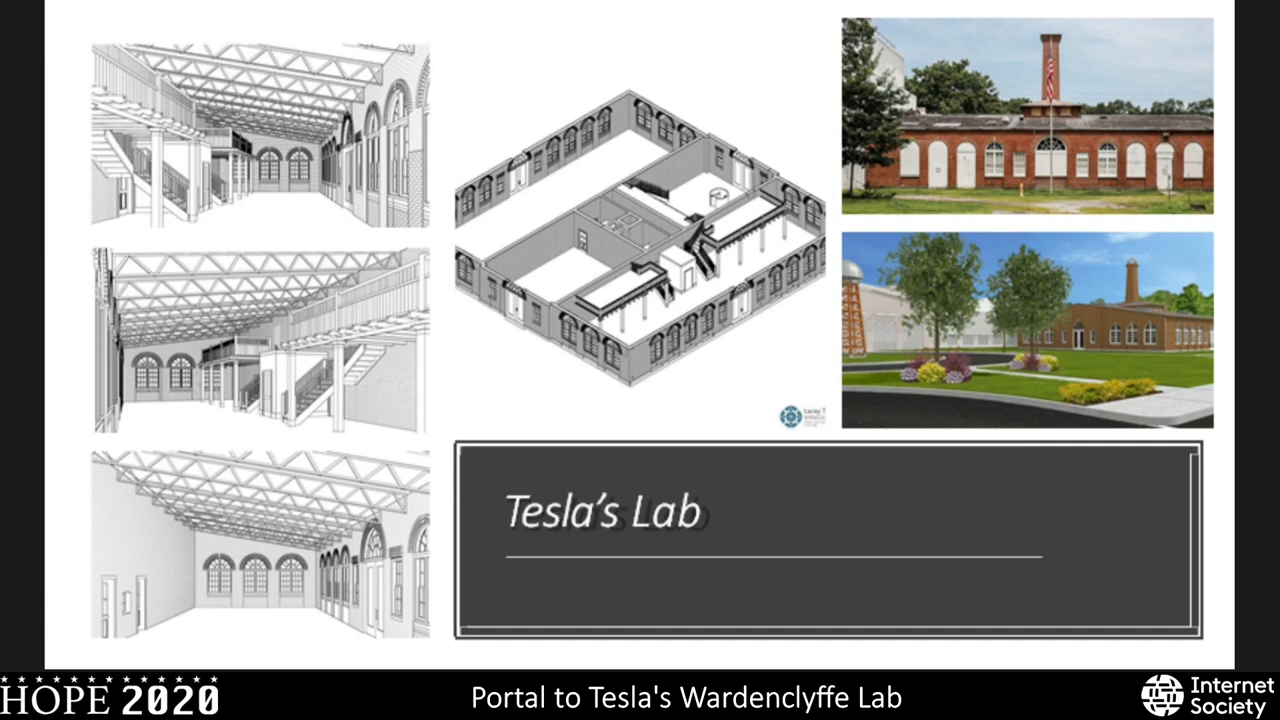 Tesla's Lab
HOPE 2020
Portal to Tesla's Wardenclyffe Lab
Internet
Society